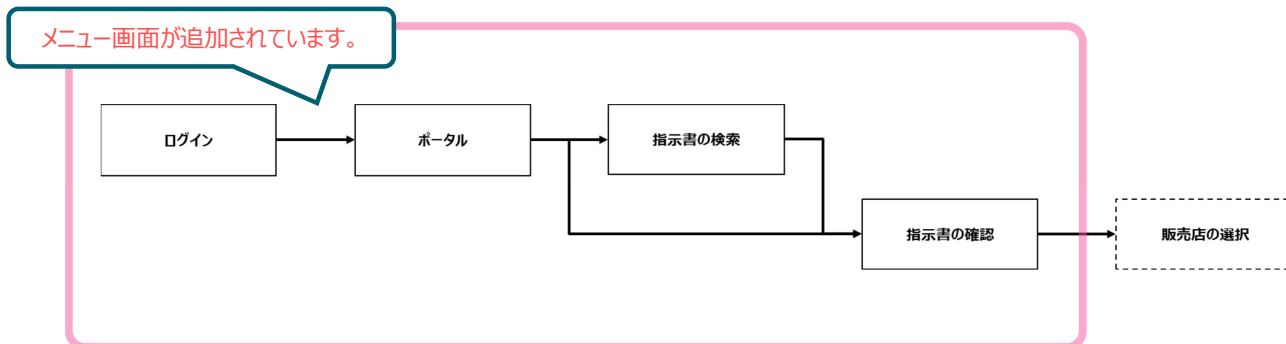 メニュー画面が追加されています。
ログイン
ポータル
指示書の検索
指示書の確認
販売店の選択